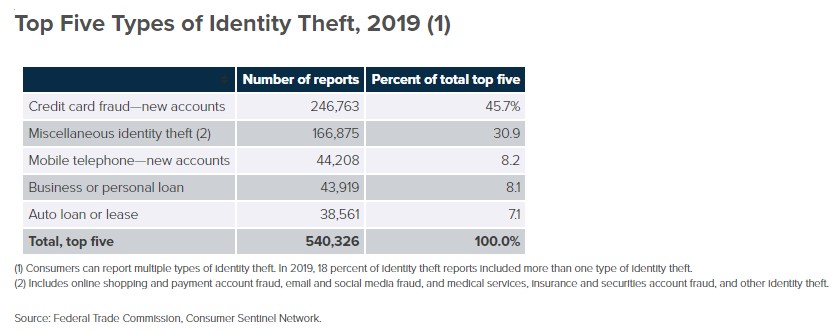 Top Five Types of Identity Theft, 2019 (1)
Number of reports Percent of total top five
Credit card fraud—new accounts 246,763 45.7%
Miscellaneous identity theft (2) 166,875 30.9
Mobile telephone—new accounts 44,208 8.2
Business or personal loan 43,919 8.1
Auto loan or lease 38,561 7.1
Total, top five 540,326 100.0%
(1) Consumers can report multiple types of identity theft. In 2019, 18 percent of identity theft reports included more than one type of identity theft.
(2) Includes online shopping and payment account fraud, email and social media fraud, and medical services, insurance and securities account fraud, and other identity theft.
Source: Federal Trade Commission, Consumer Sentinel Network.